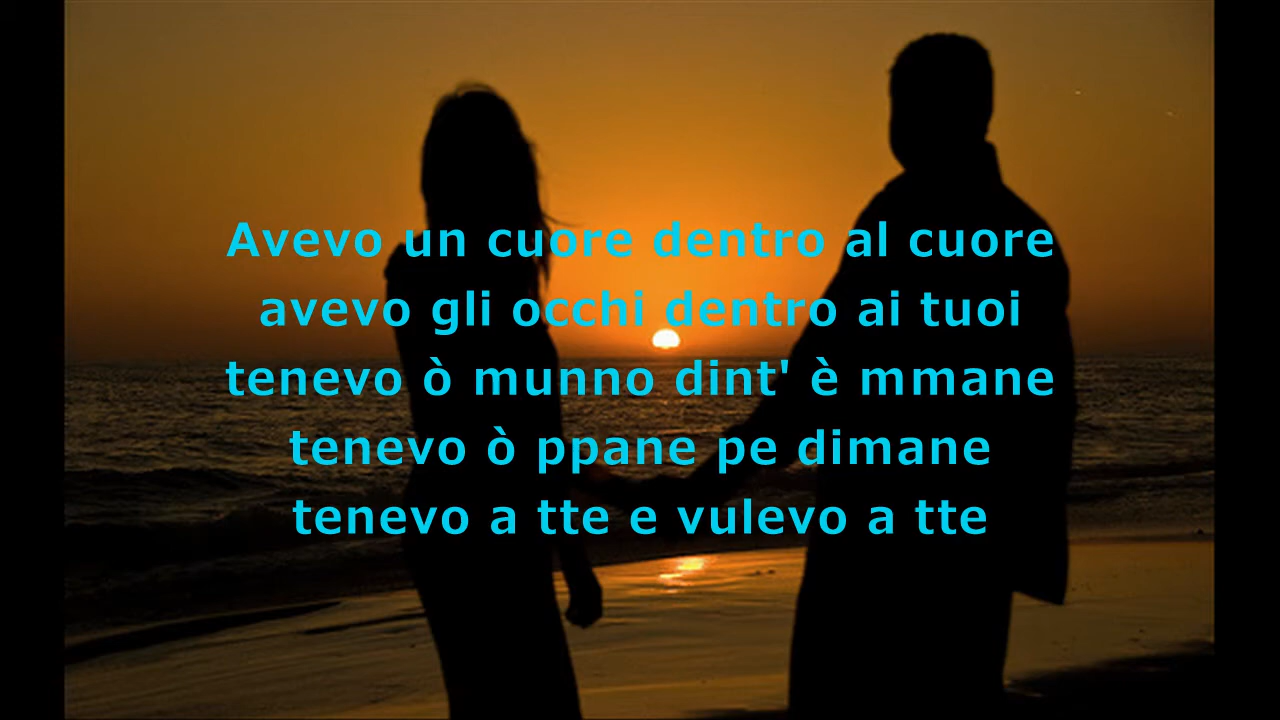 Avevo un cuore dentro al cuore
avevo gli occhi dentro ai tuoi
tenevo ò munno dint' è mmane
tenevo ò ppane pe dimane
tenevo a tte e vulevo a tte